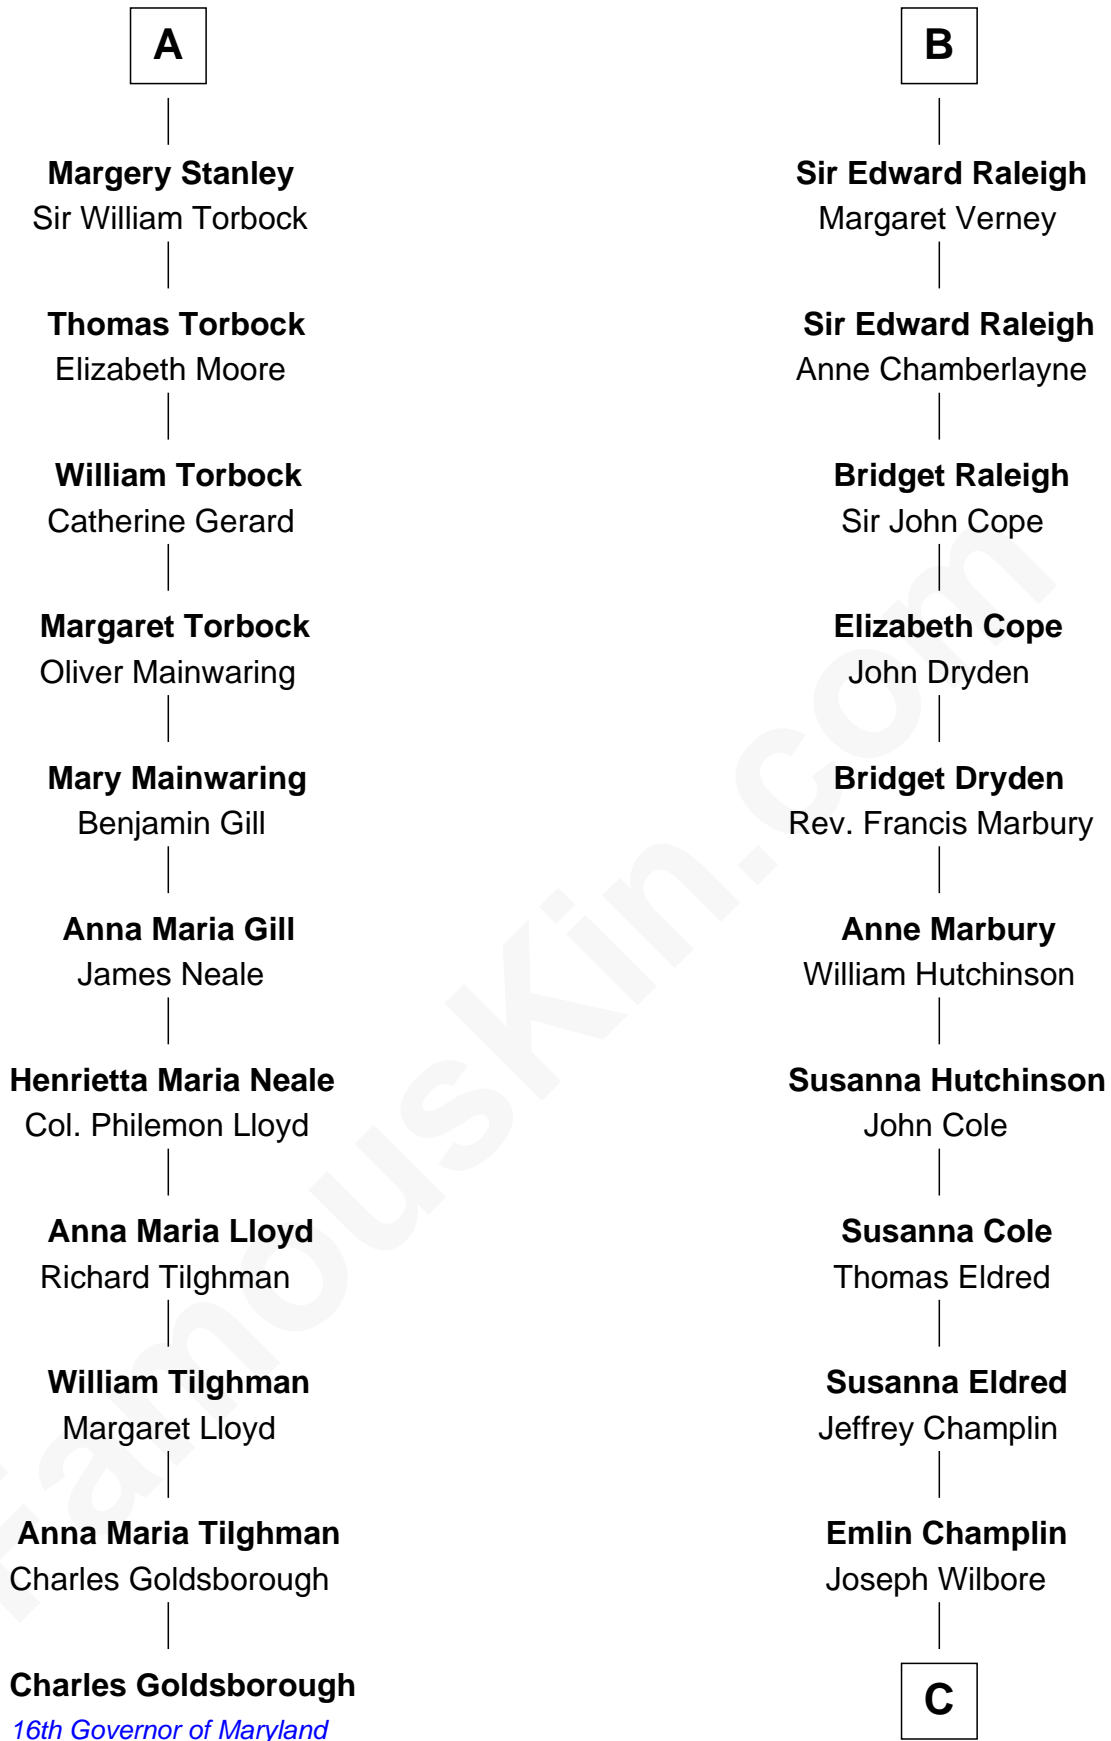 A
Margery Stanley
Sir William Torbock
Thomas Torbock
Elizabeth Moore
William Torbock
Catherine Gerard
Margaret Torbock
Oliver Mainwaring
Mary Mainwaring
Benjamin Gill
Anna Maria Gill
James Neale
Henrietta Maria Neale
Col. Philemon Lloyd
Anna Maria Lloyd
Richard Tilghman
William Tilghman
Margaret Lloyd
Anna Maria Tilghman
Charles Goldsborough
Charles Goldsborough
16th Governor of Maryland
B
Sir Edward Raleigh
Margaret Verney
Sir Edward Raleigh
Anne Chamberlayne
Bridget Raleigh
Sir John Cope
Elizabeth Cope
John Dryden
Bridget Dryden
Rev. Francis Marbury
Anne Marbury
William Hutchinson
Susanna Hutchinson
John Cole
Susanna Cole
Thomas Eldred
Susanna Eldred
Jeffrey Champlin
Emlin Champlin
Joseph Wilbore
C
FamousKin.com